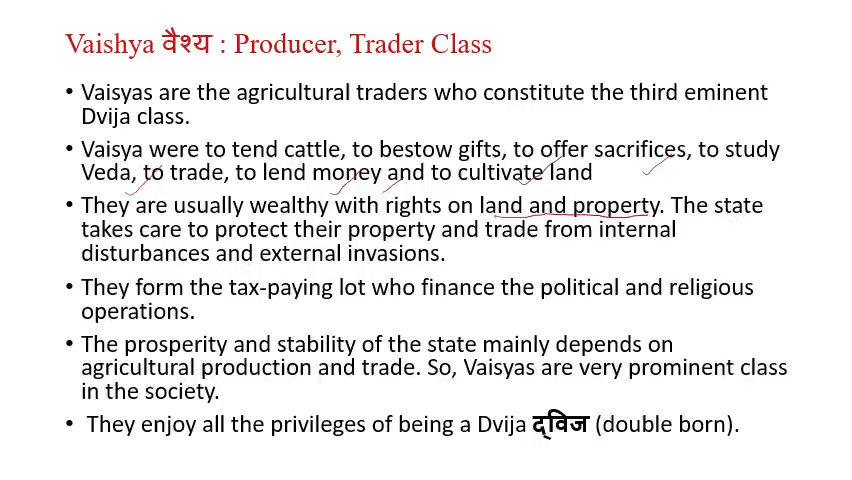 Vaishya वैश्य : Producer, Trader Class
• Vaisyas are the agricultural traders who constitute the third eminent
Dvija class.
• Vaisya were to tend cattle, to bestow gifts, to offer sacrifices, to study
Veda, to trade, to lend money and to cultivate land
• They are usually wealthy with rights on land and property. The state
takes care to protect their property and trade from internal
disturbances and external invasions.
• They form the tax-paying lot who finance the political and religious
operations.
• The prosperity and stability of the state mainly depends on
agricultural production and trade. So, Vaisyas are very prominent class
in the society.
• They enjoy all the privileges of being a Dvija द्विज (double born).